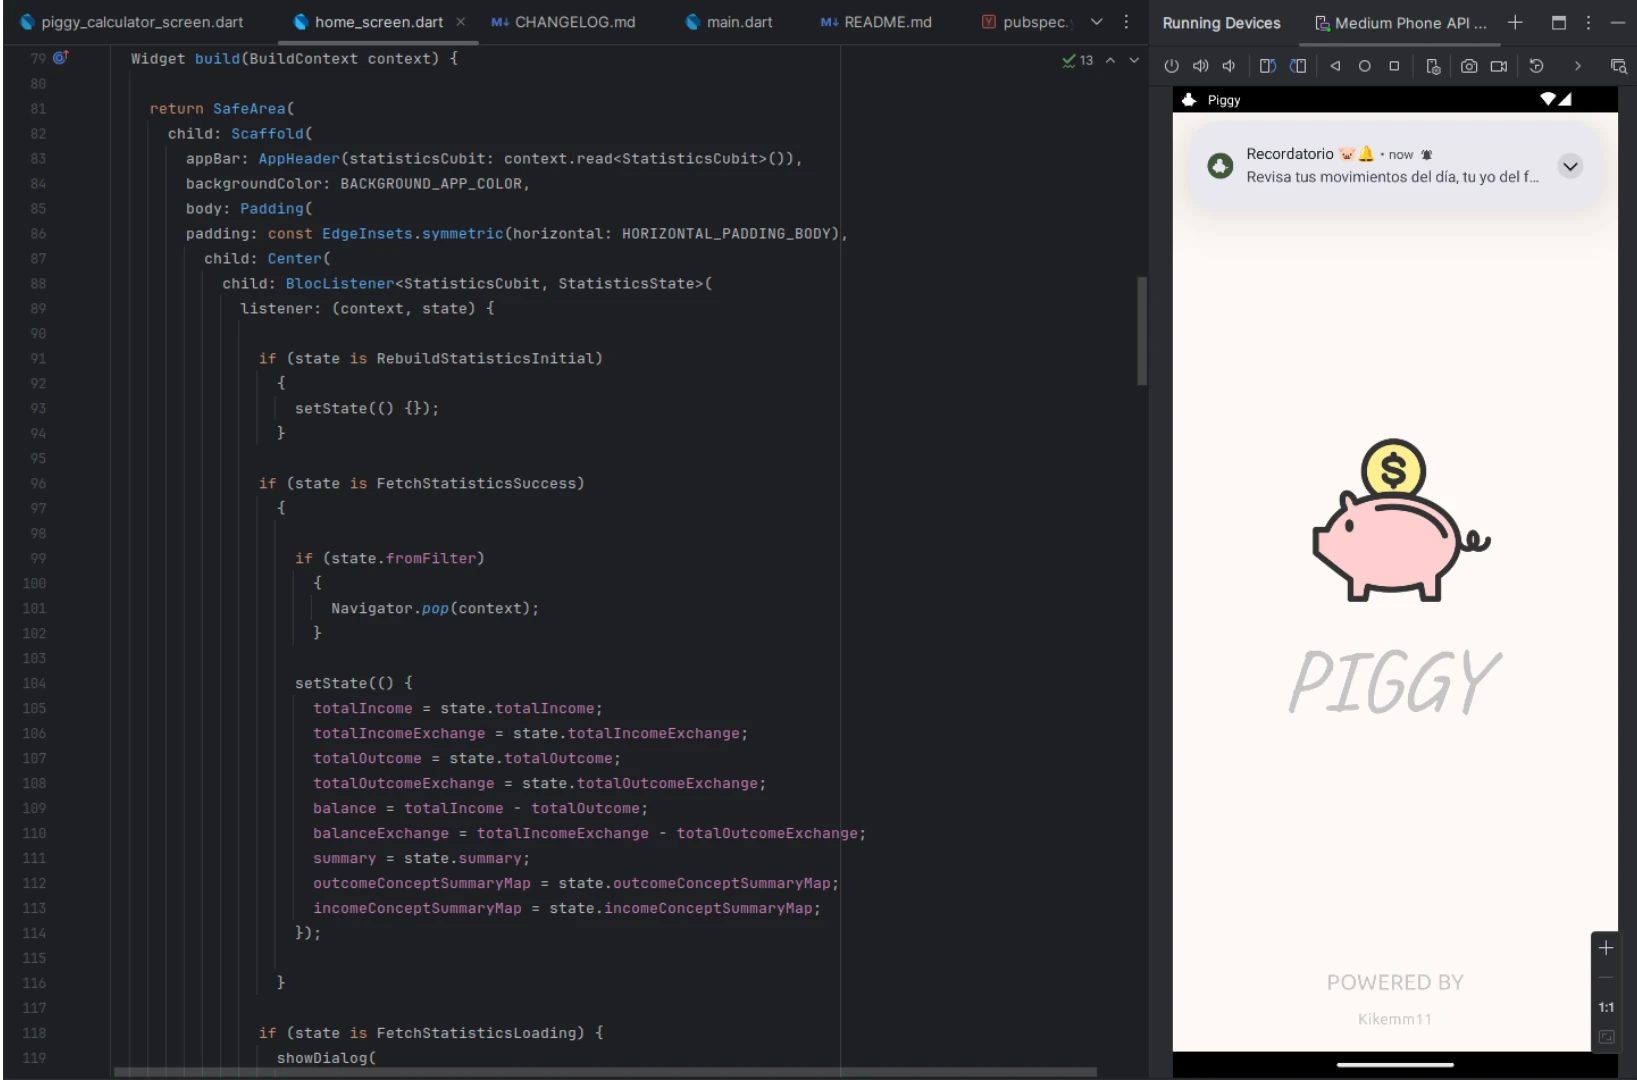 piggy_calculator_screen.dart
home_screen.dart
CHANGELOG.md
main.dart
README.md
pubspec.
Running Devices
Medium Phone API ...
13
79 Widget build(BuildContext context) {
80
81 return SafeArea(
82 child: Scaffold(
83 appBar: AppHeader(statisticsCubit: context.read<StatisticsCubit>()),
84 backgroundColor: BACKGROUND_APP_COLOR,
85 body: Padding(
86 padding: const EdgeInsets.symmetric(horizontal: HORIZONTAL_PADDING_BODY),
87 child: Center(
88 child: BlocListener<StatisticsCubit, StatisticsState>(
89 listener: (context, state) {
90
91 if (state is RebuildStatisticsInitial)
92 {
93 setState(() {});
94 }
95
96 if (state is FetchStatisticsSuccess)
97 {
98
99 if (state.fromFilter)
100 {
101 Navigator.pop(context);
102 }
103
104 setState(() {
105 totalIncome = state.totalIncome;
106 totalIncomeExchange = state.totalIncomeExchange;
107 totalOutcome = state.totalOutcome;
108 totalOutcomeExchange = state.totalOutcomeExchange;
109 balance = totalIncome - totalOutcome;
110 balanceExchange = totalIncomeExchange - totalOutcomeExchange;
111 summary = state.summary;
112 outcomeConceptSummaryMap = state.outcomeConceptSummaryMap;
113 incomeConceptSummaryMap = state.incomeConceptSummaryMap;
114 });
115
116 }
117
118 if (state is FetchStatisticsLoading) {
119 showDialog(
Piggy
Recordatorio 🐷🔔 • now
Revisa tus movimientos del día, tu yo del f...
$
PIGGY
POWERED BY
Kikemm11
1:1